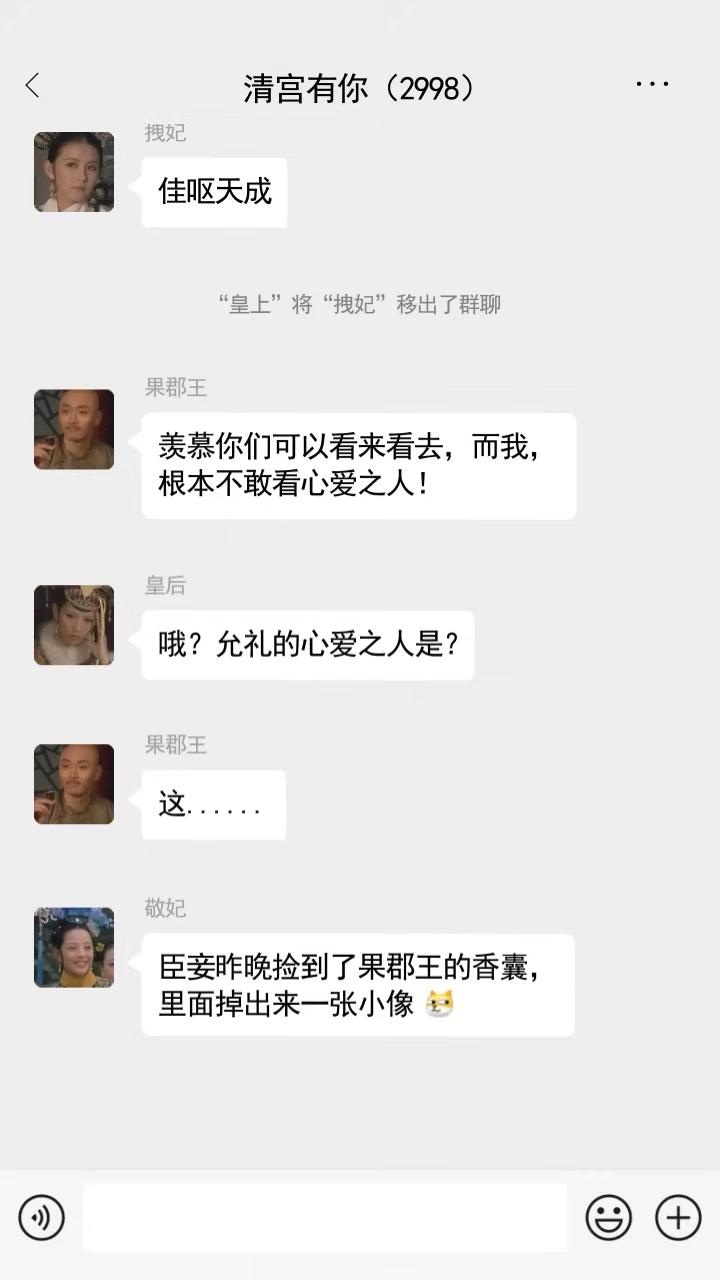 清宫有你（2998）
拽妃
佳呕天成
“皇上”将“拽妃”移出了群聊
果郡王
羡慕你们可以看来看去，而我，
根本不敢看心爱之人！
皇后
哦？允礼的心爱之人是？
果郡王
这......
敬妃
臣妾昨晚捡到了果郡王的香囊，
里面掉出来一张小像